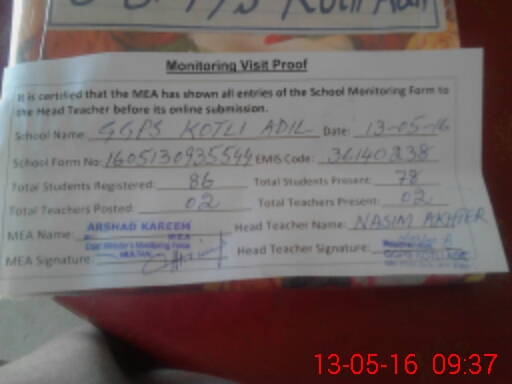 Kotli Adil
Monitoring Visit Proof
It is certified that the MEA has shown all entries of the School Monitoring Form to
the Head Teacher before its online submission.
School Name GGPS KOTLI ADIL Date: 13-05-16
School Form No: 1605130935544 EMIS Code: 36140238
Total Students Registered: 86 Total Students Present: 78
Total Teachers Posted: 02 Total Teachers Present: 02
MEA Name: ARSHAD KAREEM Head Teacher Name: NASIM AKHTER
M.E.A
Chief Minister's Monitoring Force
MEA Signature: Head Teacher Signature:
GGPS KOTLI ADIL
13-05-16 09:37